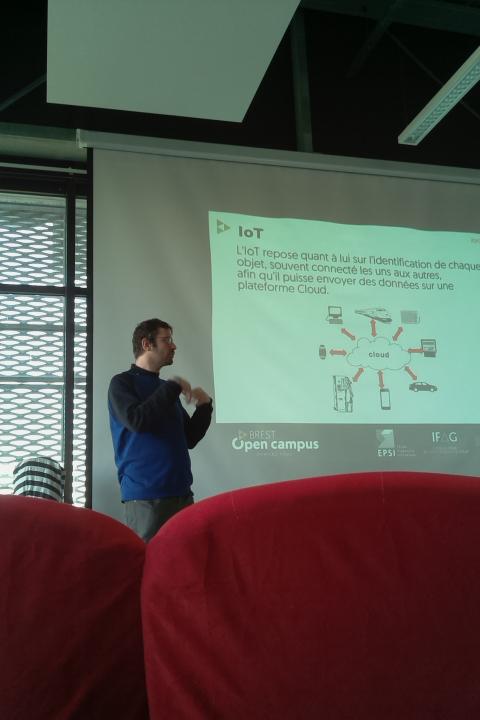 IoT
L'IoT repose quant à lui sur l'identification de chaque
objet, souvent connecté les uns aux autres,
afin qu'il puisse envoyer des données sur une
plateforme Cloud.
cloud
BREST
Open campus
EPSI
IFAG